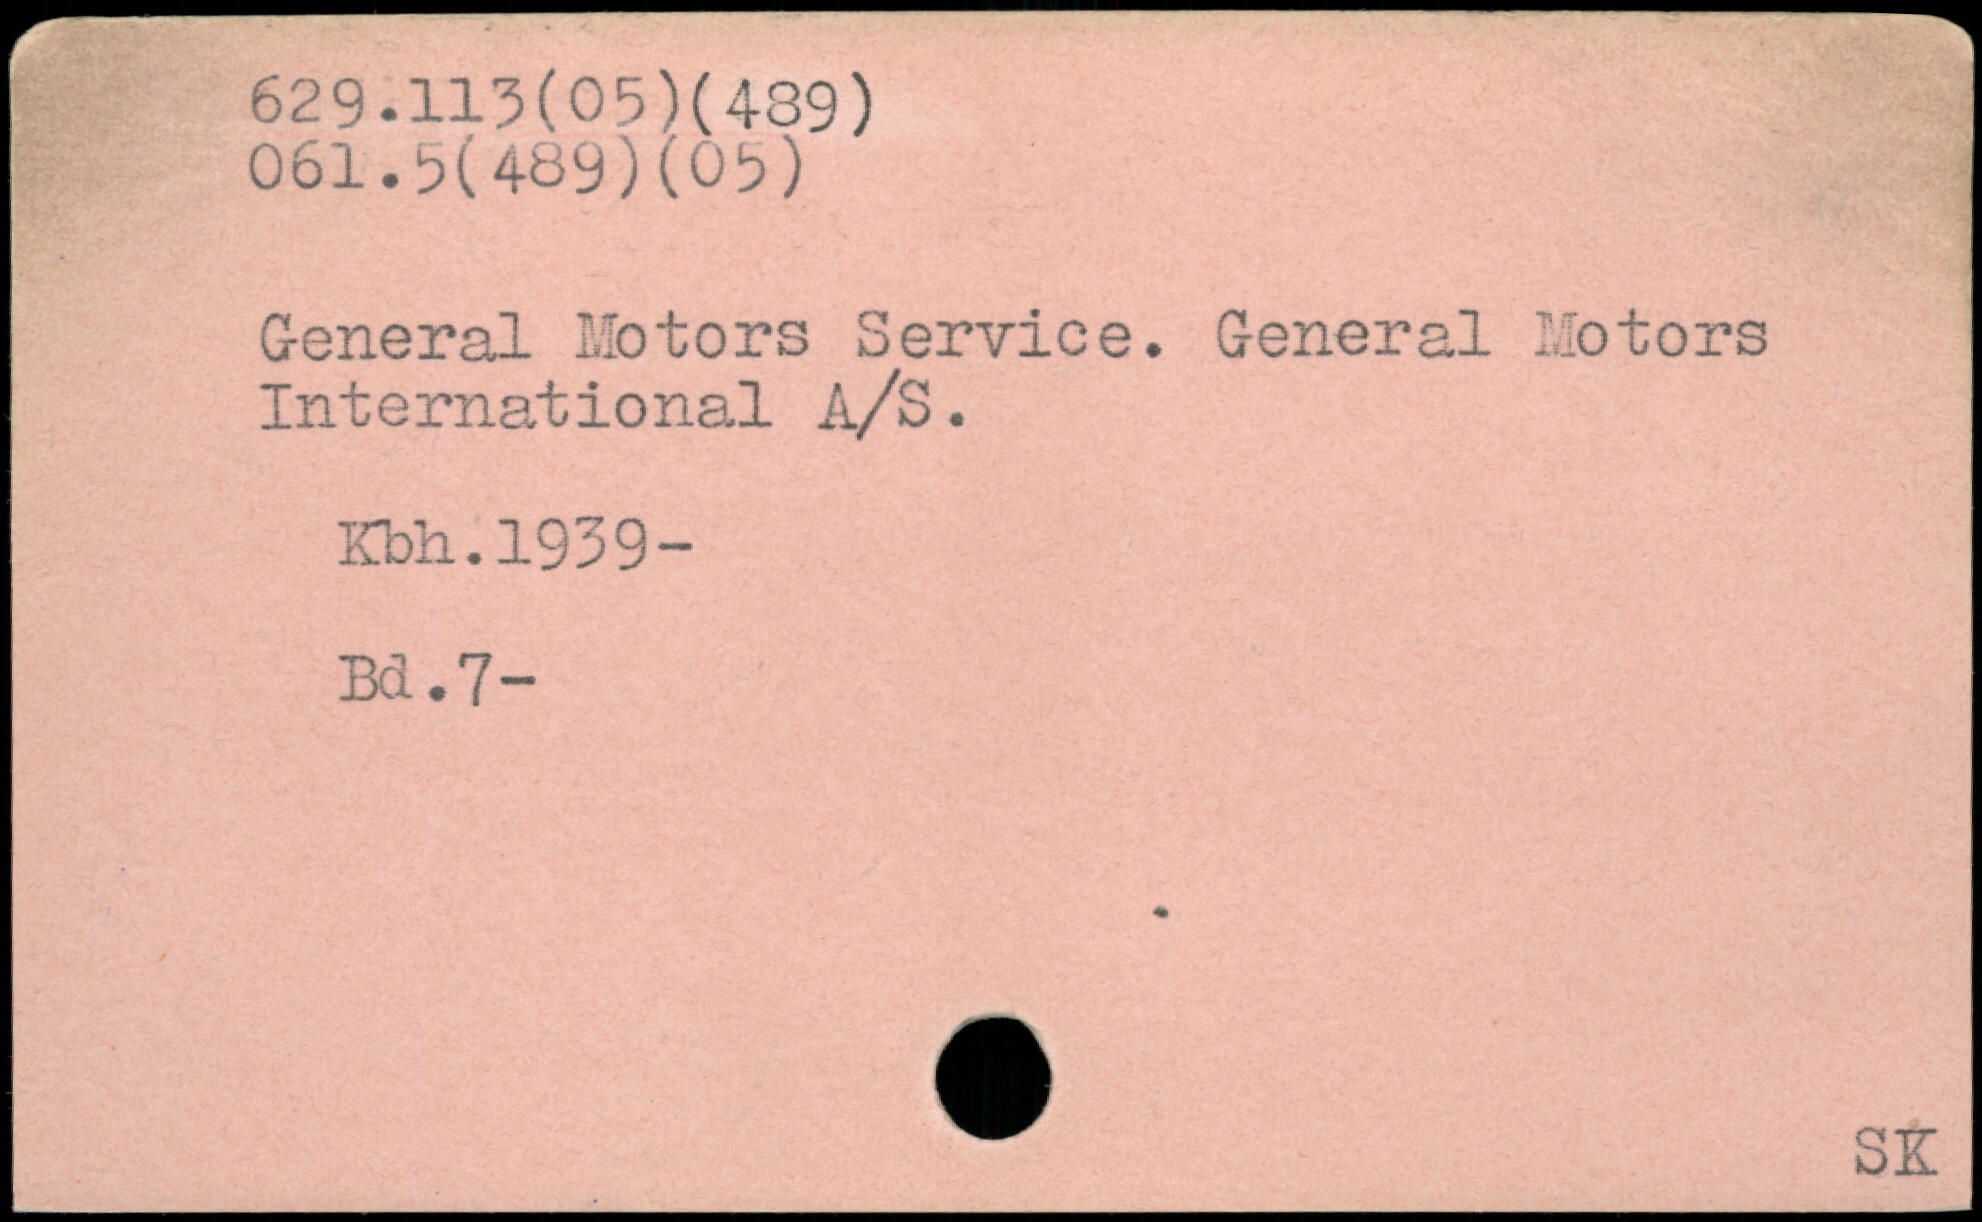 629.113(05)(489)
061.5(489)(05)
General Motors Service. General Motors
International A/S.
Kbh.1939-
Bd.7-
SK